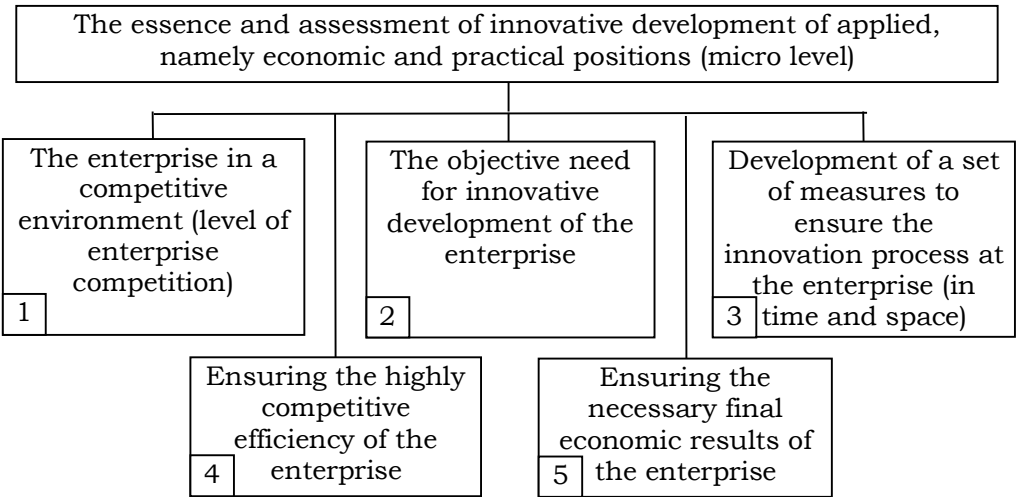 The essence and assessment of innovative development of applied,
namely economic and practical positions (micro level)
The enterprise in a
competitive
environment (level of
enterprise
competition)
1
The objective need
for innovative
development of the
enterprise
2
Development of a set
of measures to
ensure the
innovation process at
the enterprise (in
time and space)
3
Ensuring the highly
competitive
efficiency of the
enterprise
4
Ensuring the
necessary final
economic results of
the enterprise
5